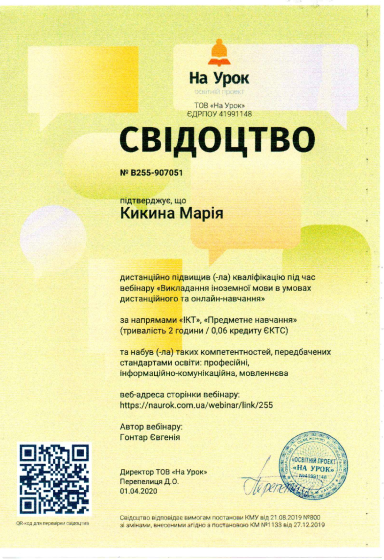 На Урок
освітній проект
ТОВ «На Урок»
ЄДРПОУ 41991148
СВІДОЦТВО
№ В255-907051
підтверджує, що
Кикина Марія
дистанційно підвищив (-ла) кваліфікацію під час
вебінару «Викладання іноземної мови в умовах
дистанційного та онлайн-навчання»
за напрямами «ІКТ», «Предметне навчання»
(тривалість 2 години / 0,06 кредиту ЄКТС)
та набув (-ла) таких компетентностей, передбачених
стандартами освіти: професійні,
інформаційно-комунікаційна, мовленнєва
веб-адреса сторінки вебінару:
https://naurok.com.ua/webinar/link/255
Автор вебінару:
Гонтар Євгенія
Директор ТОВ «На Урок»
Перепелиця Д.О.
01.04.2020
«ОСВІТНІЙ ПРОЕКТ
«НА УРОК»
QR-код для перевірки свідоцтва
Свідоцтво відповідає вимогам постанови КМУ від 21.08.2019 №800
зі змінами, внесеними згідно з постановою КМ №1133 від 27.12.2019